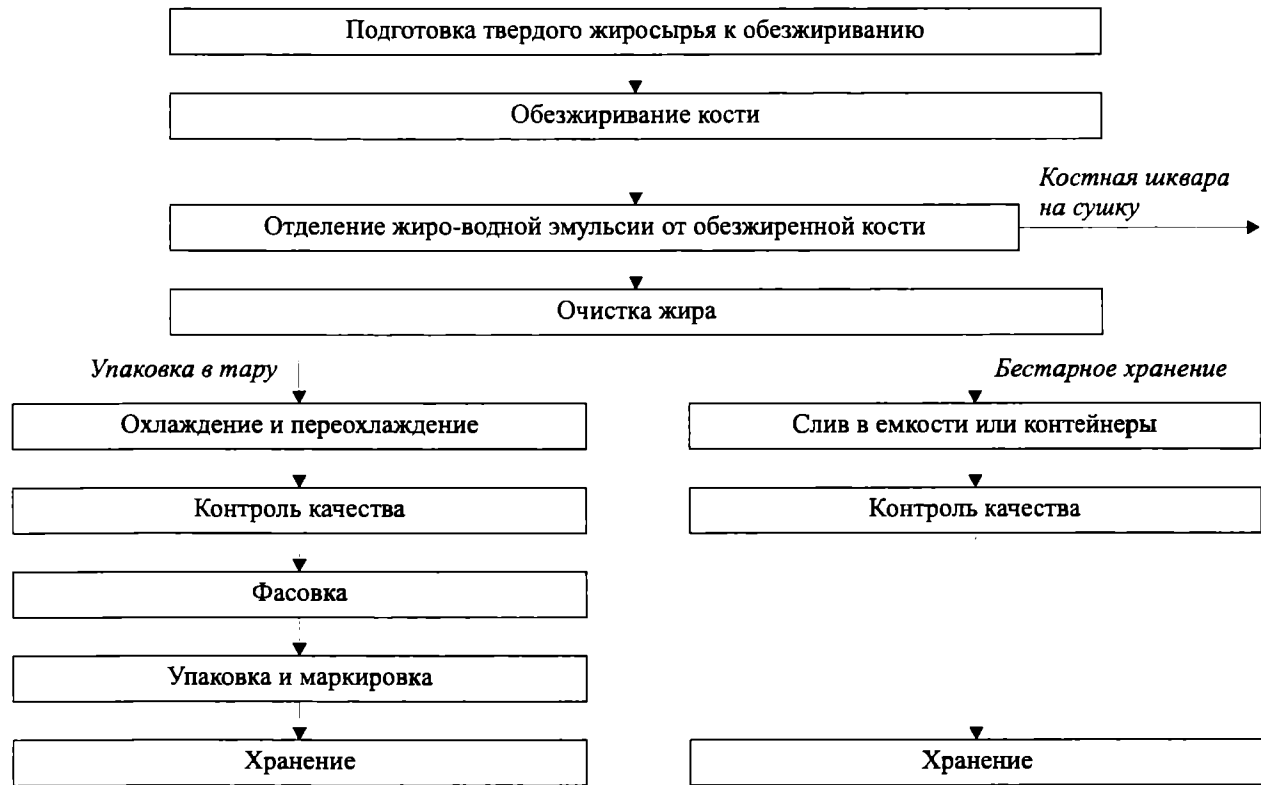 Подготовка твердого жиросырья к обезжириванию
Обезжиривание кости
Костная шквара
на сушку
Отделение жиро-водной эмульсии от обезжиренной кости
Очистка жира
Упаковка в тару
Бестарное хранение
Охлаждение и переохлаждение
Слив в емкости или контейнеры
Контроль качества
Контроль качества
Фасовка
Упаковка и маркировка
Хранение
Хранение